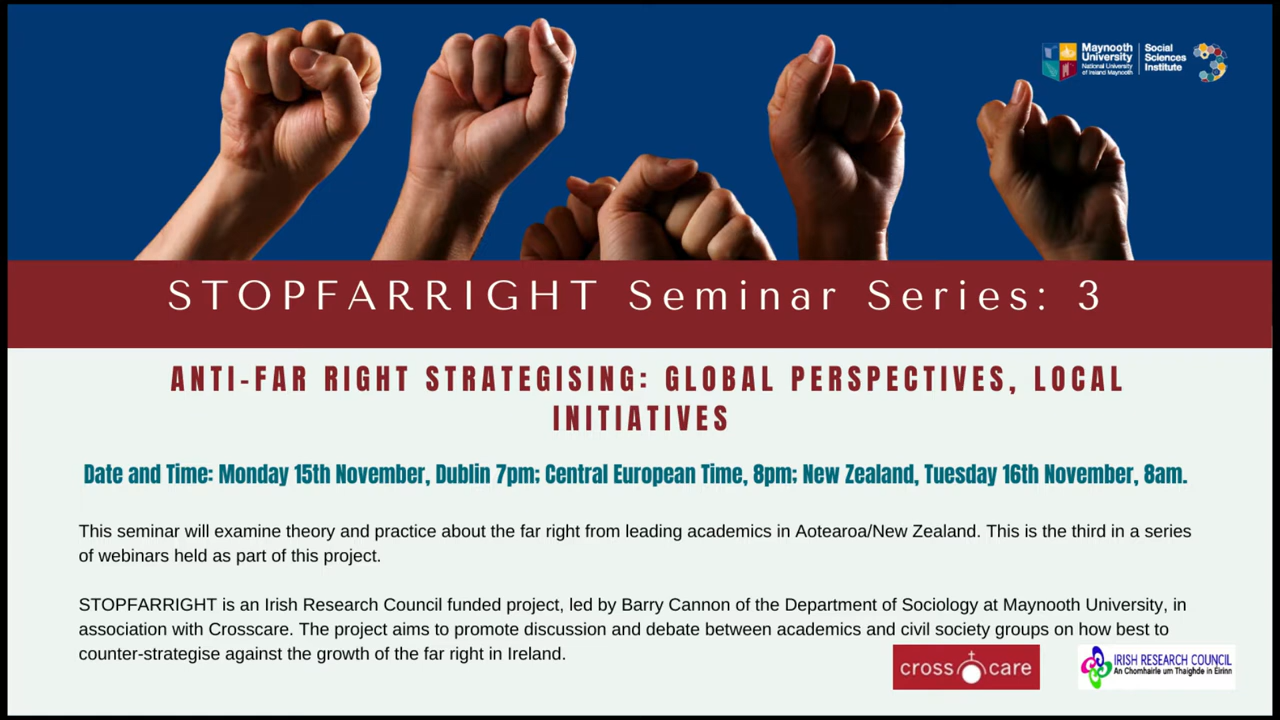 Maynooth
University
National University
of Ireland Maynooth
Social
Sciences
Institute
STOPFARRIGHT Seminar Series: 3
ANTI-FAR RIGHT STRATEGISING: GLOBAL PERSPECTIVES, LOCAL
INITIATIVES
Date and Time: Monday 15th November, Dublin 7pm; Central European Time, 8pm; New Zealand, Tuesday 16th November, 8am.
This seminar will examine theory and practice about the far right from leading academics in Aotearoa/New Zealand. This is the third in a series
of webinars held as part of this project.
STOPFARRIGHT is an Irish Research Council funded project, led by Barry Cannon of the Department of Sociology at Maynooth University, in
association with Crosscare. The project aims to promote discussion and debate between academics and civil society groups on how best to
counter-strategise against the growth of the far right in Ireland.
cross care
IRISH RESEARCH COUNCIL
An Chomhairle um Thaighde in Éirinn